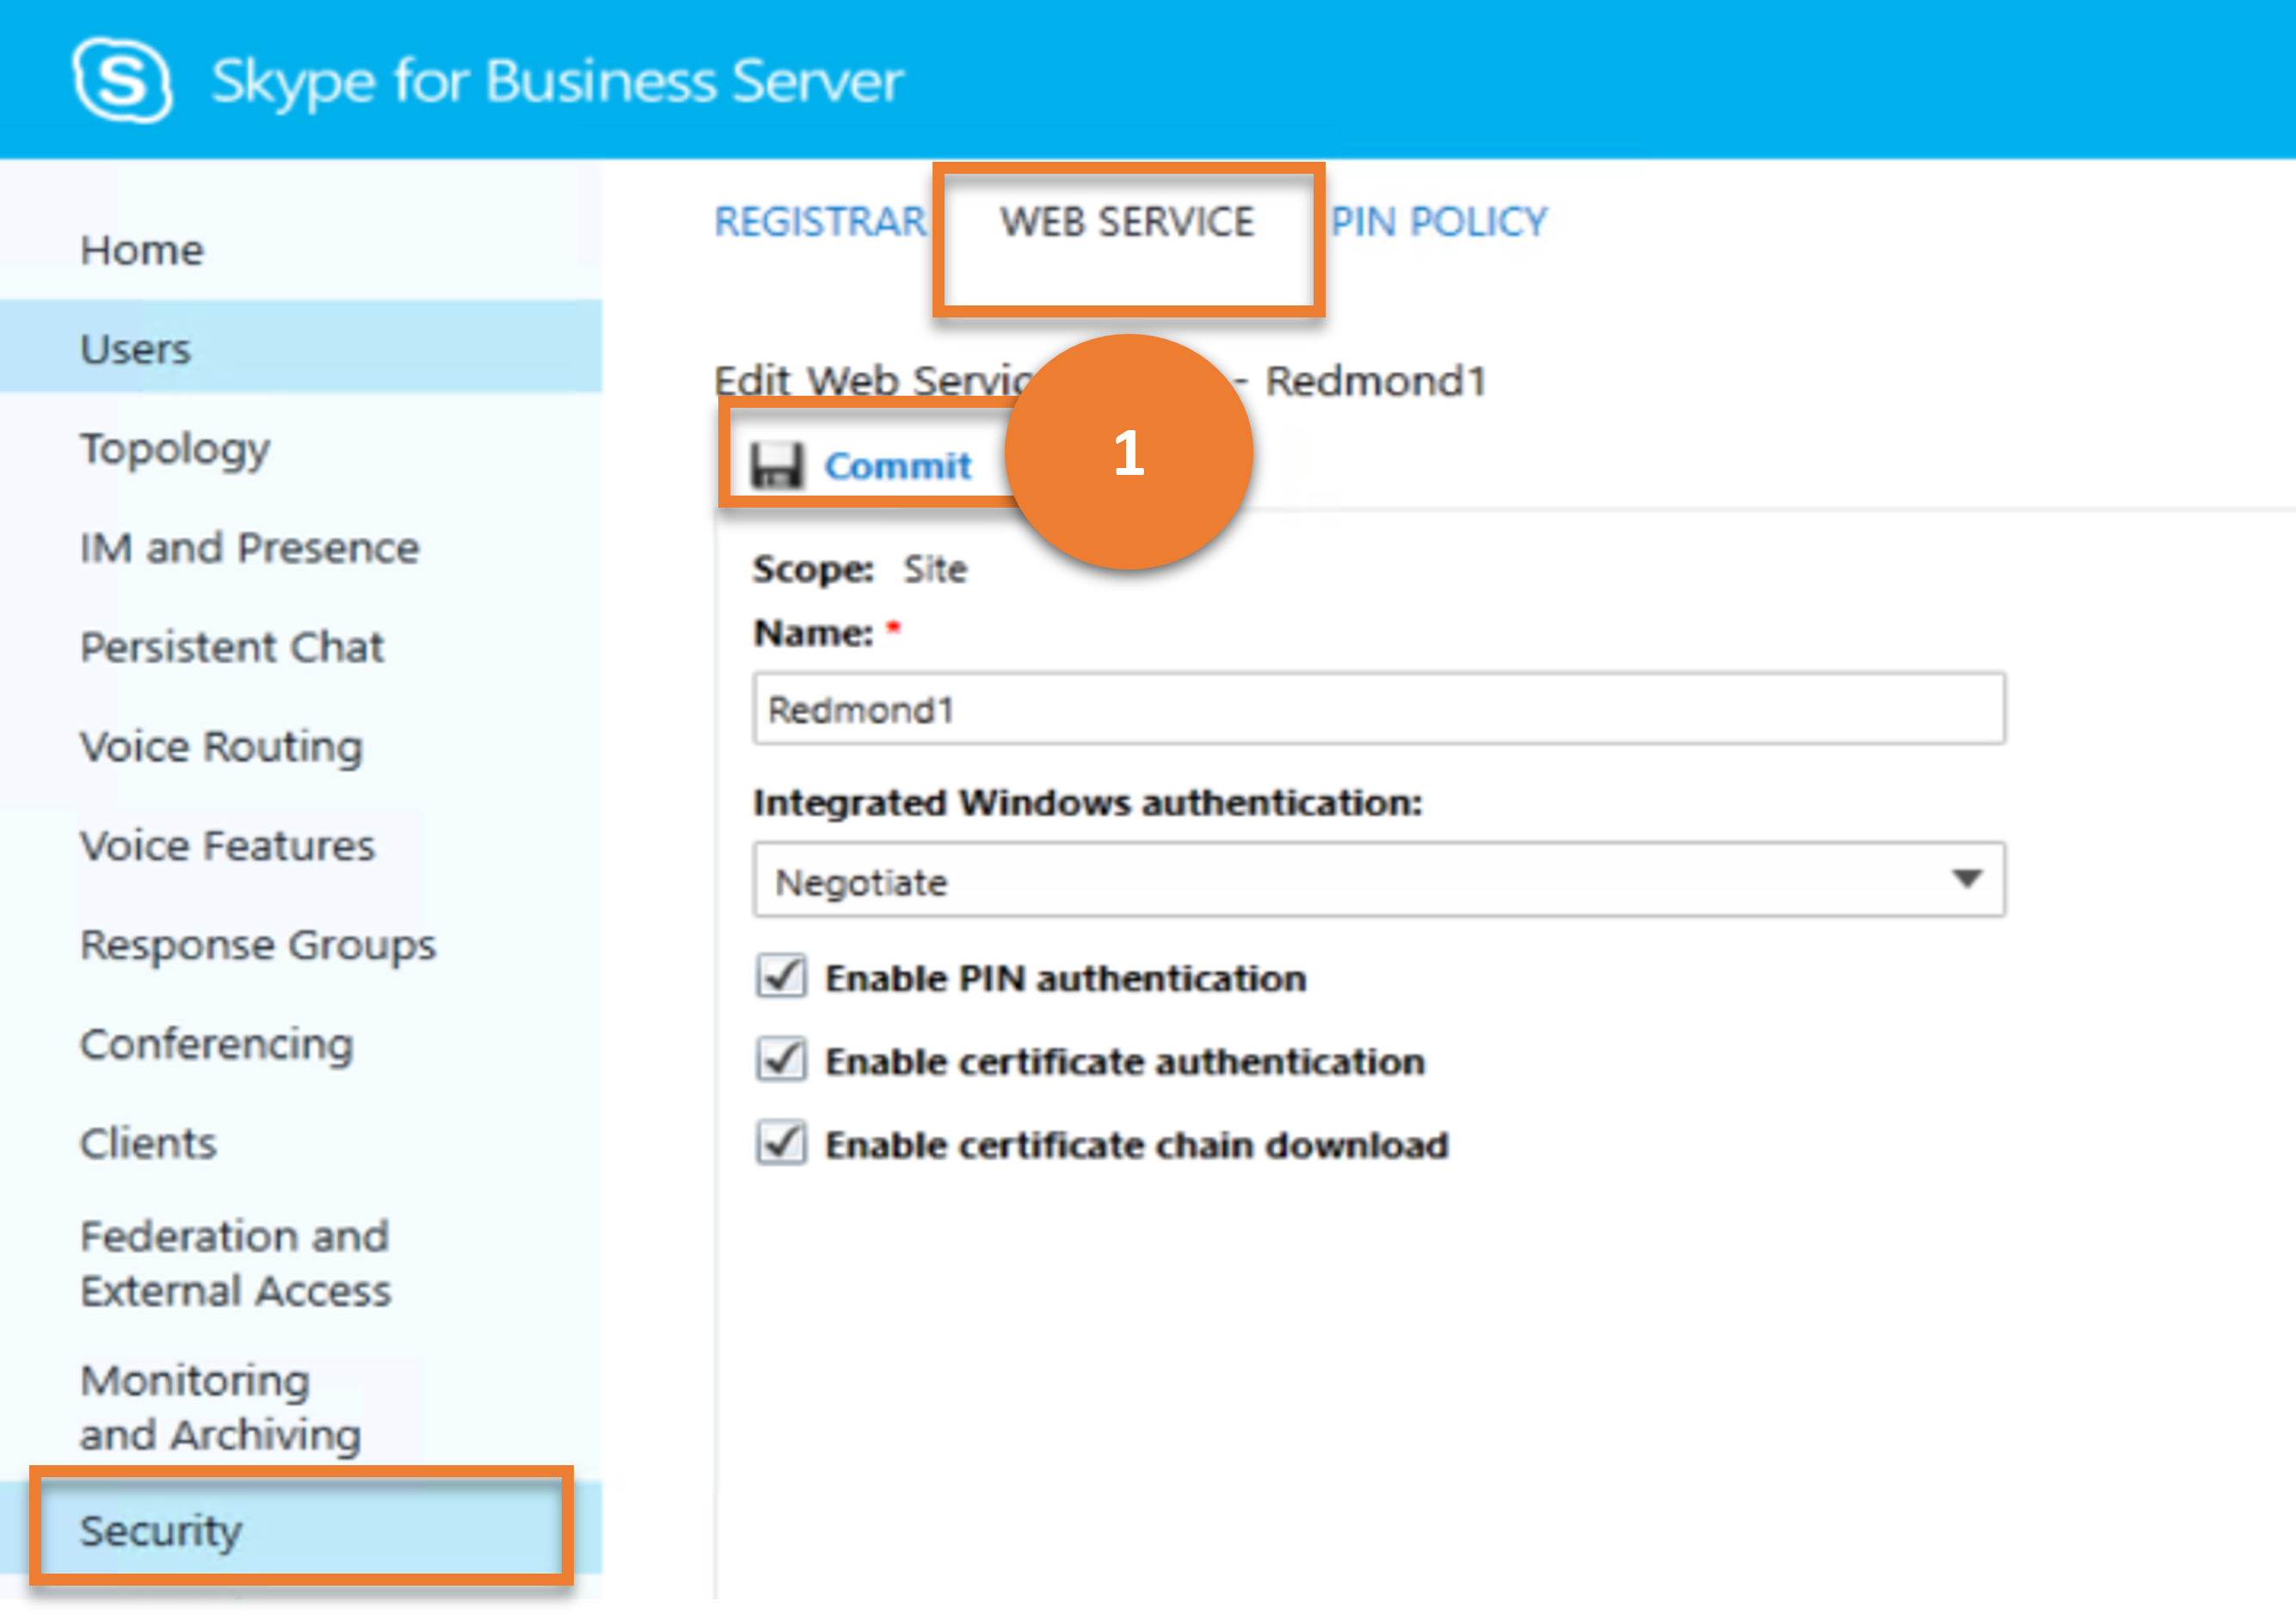 Skype for Business Server
REGISTRAR WEB SERVICE PIN POLICY
Home
Users
Topology
IM and Presence
Persistent Chat
Voice Routing
Voice Features
Response Groups
Conferencing
Clients
Federation and
External Access
Monitoring
and Archiving
Security
Edit Web - Redmond1
Commit
1
Scope: Site
Name: *
Redmond1
Integrated Windows authentication:
Negotiate
Enable PIN authentication
Enable certificate authentication
Enable certificate chain download